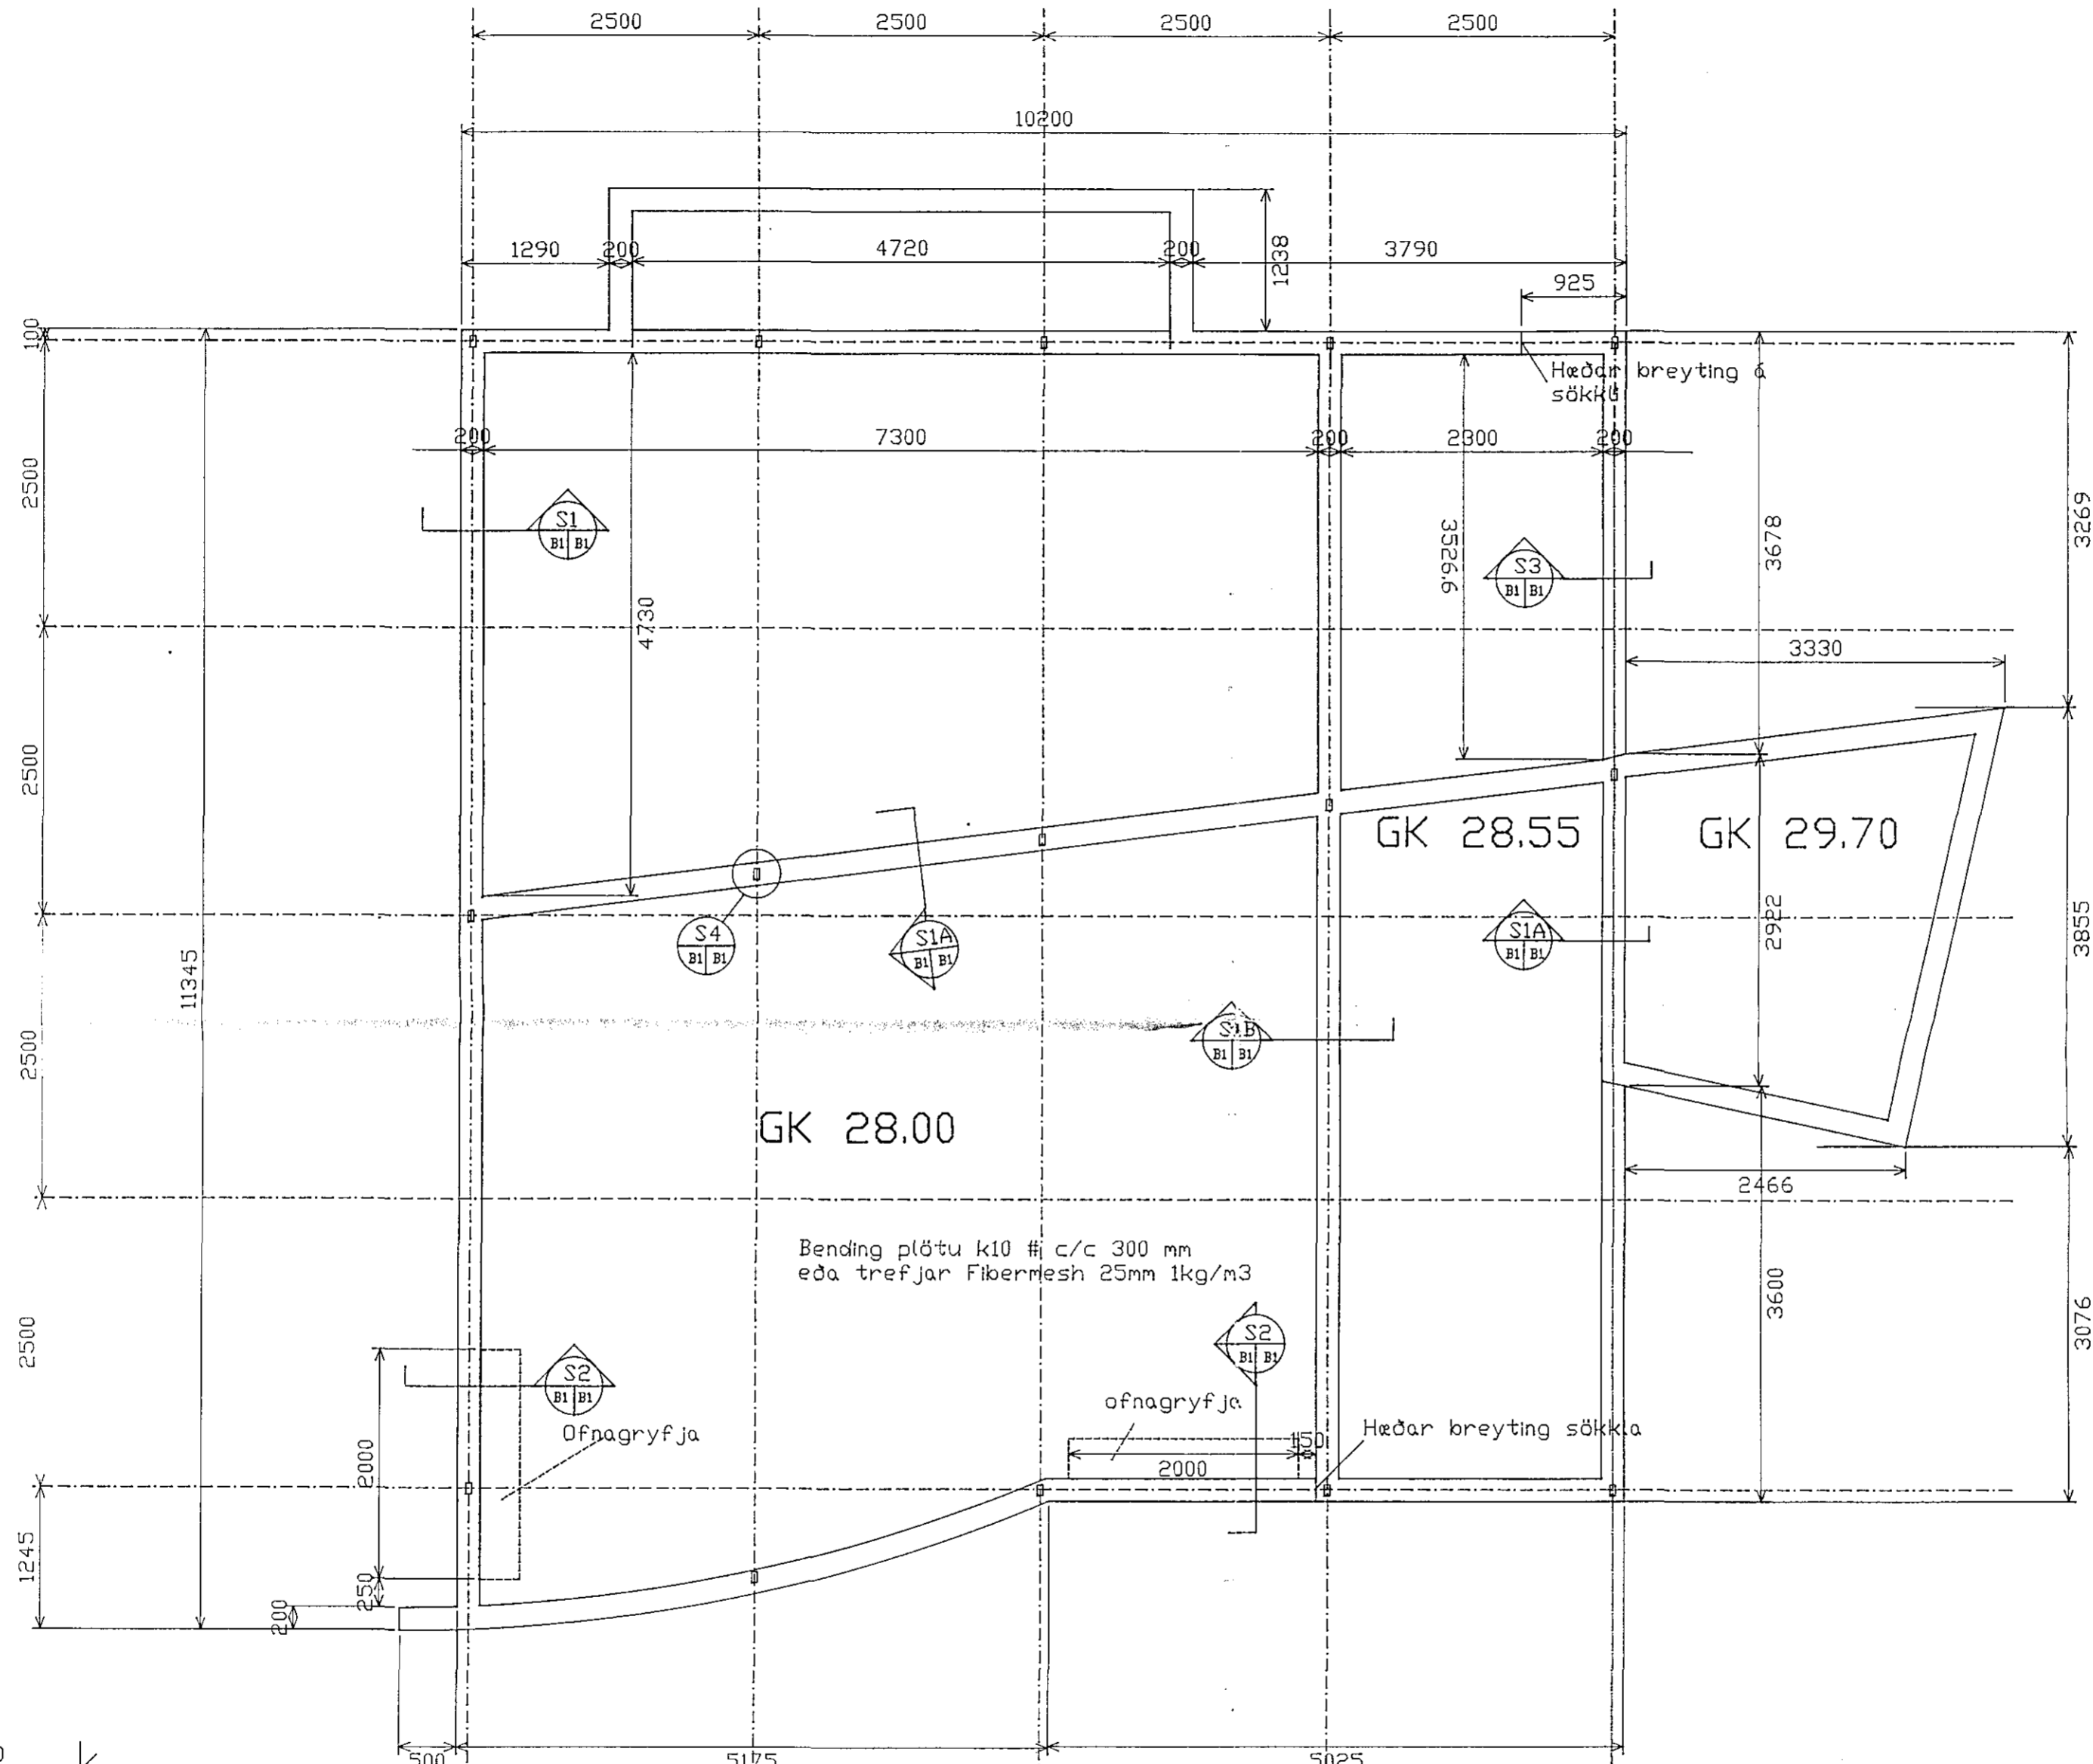 2500 2500 2500 2500
10200
1290 200 4720 200 3790
1238
925
100
Hæðar breyting á
sökkli
200 7300 200 2300 200
2500
S1
B1 B1
3526.6
S3
B1 B1
3678
3269
4730
3330
2500
GK 28.55
GK 29.70
S4
B1 B1
S1A
B1 B1
S1A
B1 B1
2922
3855
11345
2500
S1B
B1 B1
GK 28.00
2466
Bending plötu k10 # c/c 300 mm
eða trefjar Fibermesh 25mm 1kg/m3
3600
3076
2500
S2
B1 B1
S2
B1 B1
ofnagryfja
Ofnagryfja
Hæðar breyting sökkla
150
2000
2000
1245
250
200
500 5175 5025